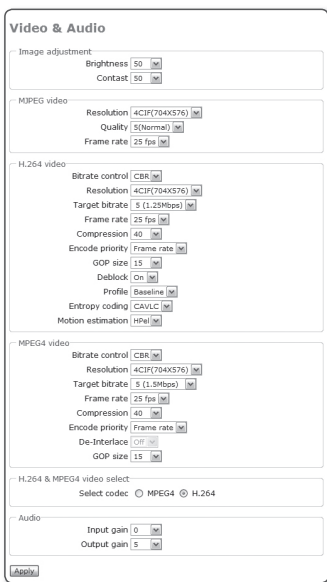 Video & Audio
Image adjustment
Brightness 50
Contast 50
MJPEG video
Resolution 4CIF(704X576)
Quality 5(Normal)
Frame rate 25 fps
H.264 video
Bitrate control CBR
Resolution 4CIF(704X576)
Target bitrate 5 (1.25Mbps)
Frame rate 25 fps
Compression 40
Encode priority Frame rate
GOP size 15
Deblock On
Profile Baseline
Entropy coding CAVLC
Motion estimation HPel
MPEG4 video
Bitrate control CBR
Resolution 4CIF(704X576)
Target bitrate 5 (1.5Mbps)
Frame rate 25 fps
Compression 40
Encode priority Frame rate
De-Interlace Off
GOP size 15
H.264 & MPEG4 video select
Select codec MPEG4 H.264
Audio
Input gain 0
Output gain 5
Apply